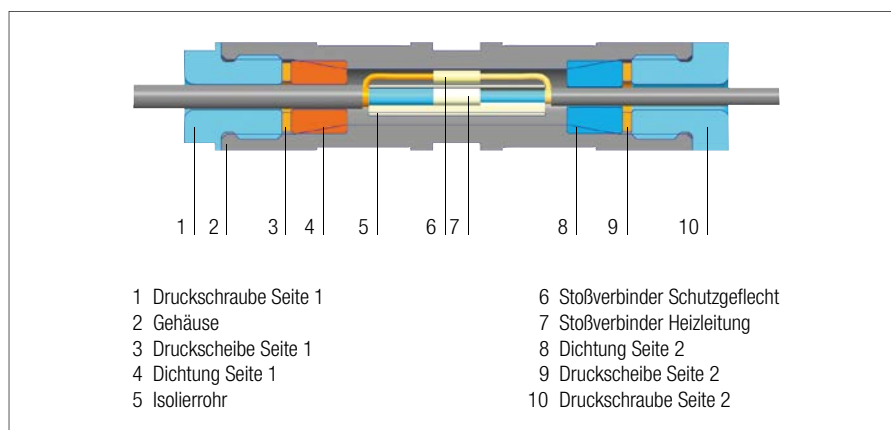 1 2 3 4 5 6 7 8 9 10
1 Druckschraube Seite 1
2 Gehäuse
3 Druckscheibe Seite 1
4 Dichtung Seite 1
5 Isolierrohr
6 Stoßverbinder Schutzgeflecht
7 Stoßverbinder Heizleitung
8 Dichtung Seite 2
9 Druckscheibe Seite 2
10 Druckschraube Seite 2